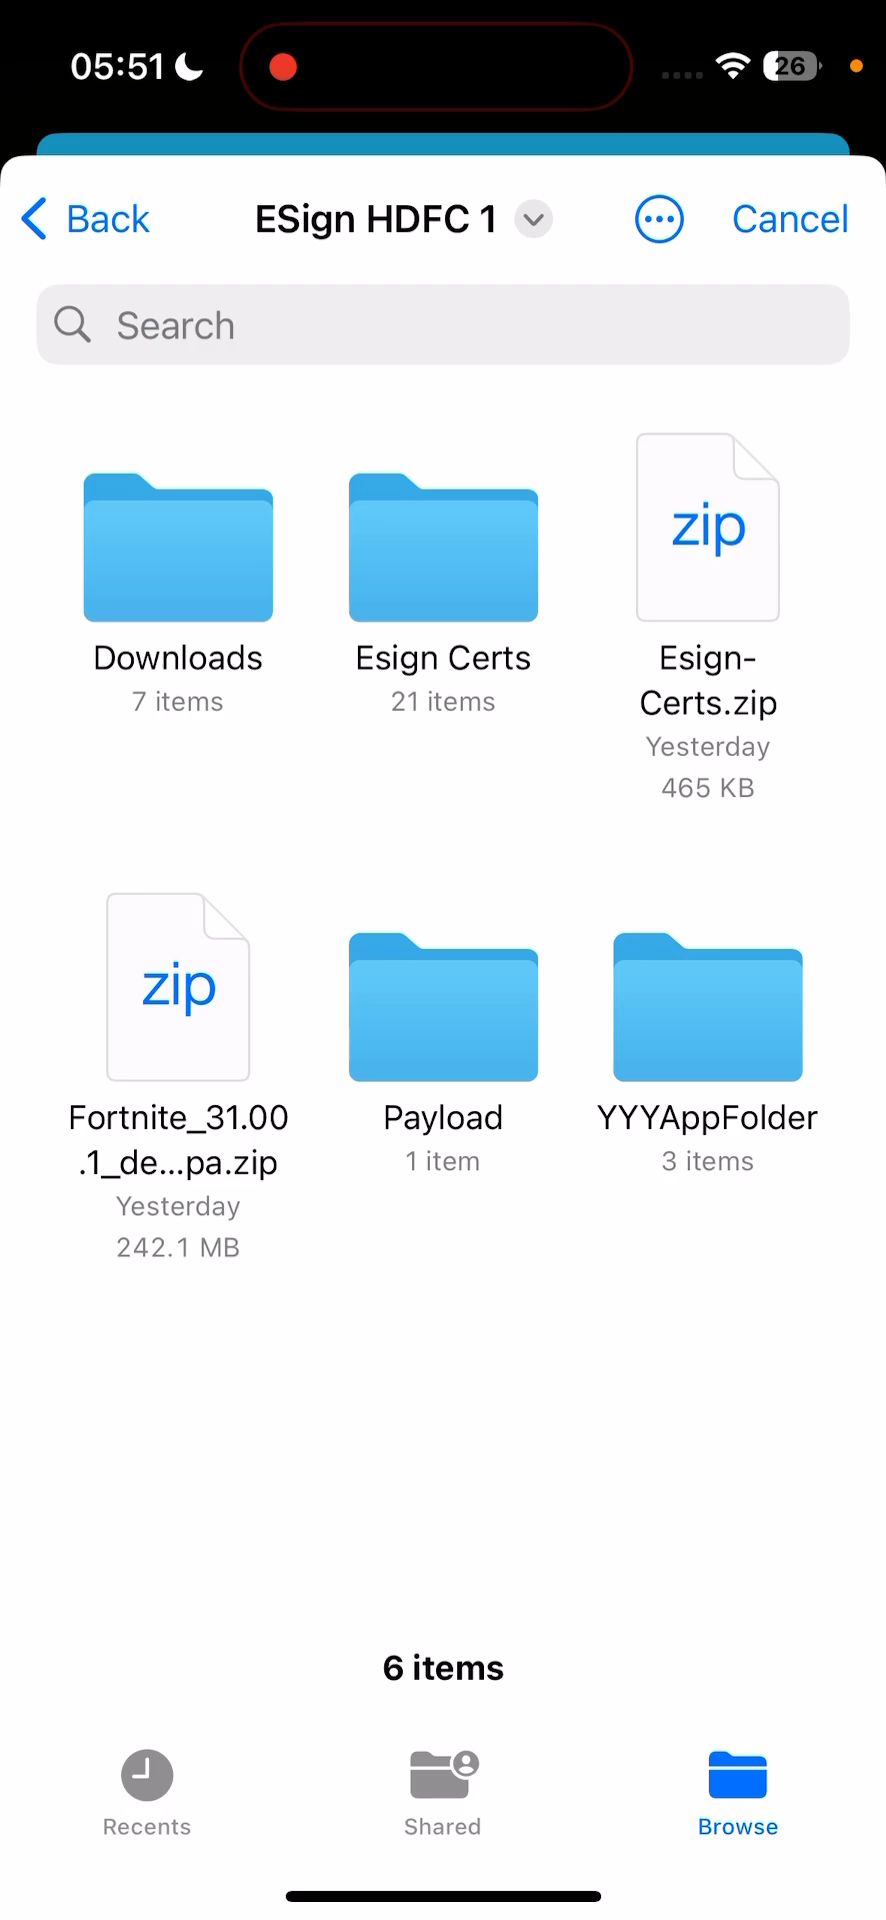 05:51
26
Back
ESign HDFC 1
Cancel
Search
zip
Downloads
7 items
Esign Certs
21 items
Esign-
Certs.zip
Yesterday
465 KB
zip
Fortnite_31.00
.1_de...pa.zip
Yesterday
242.1 MB
Payload
1 item
YYYAppFolder
3 items
6 items
Recents
Shared
Browse